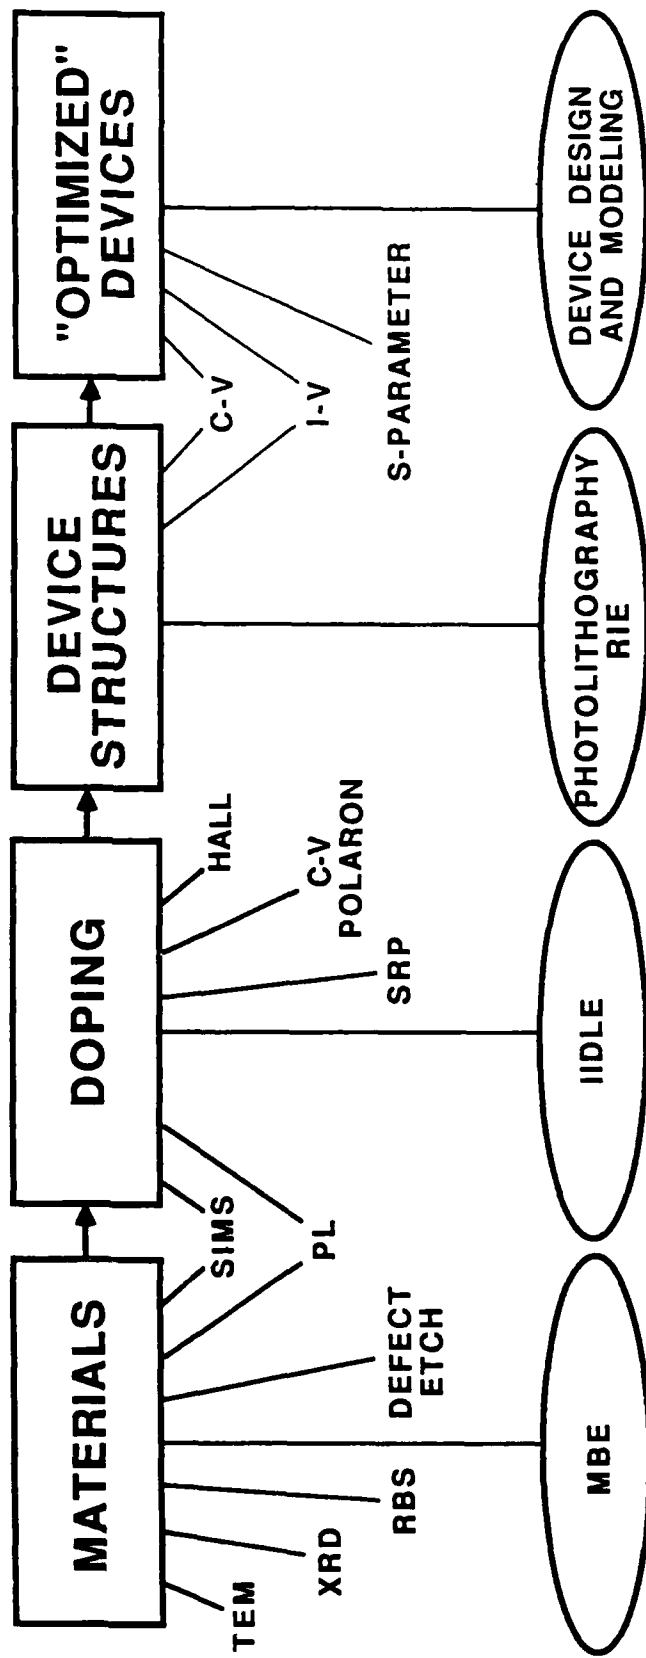 MATERIALS
DOPING
DEVICE
STRUCTURES
"OPTIMIZED"
DEVICES
TEM
XRD
RBS
DEFECT
ETCH
SIMS
PL
SRP
C-V
POLARON
HALL
C-V
I-V
S-PARAMETER
MBE
IIDLE
PHOTOLITHOGRAPHY
RIE
DEVICE DESIGN
AND MODELING